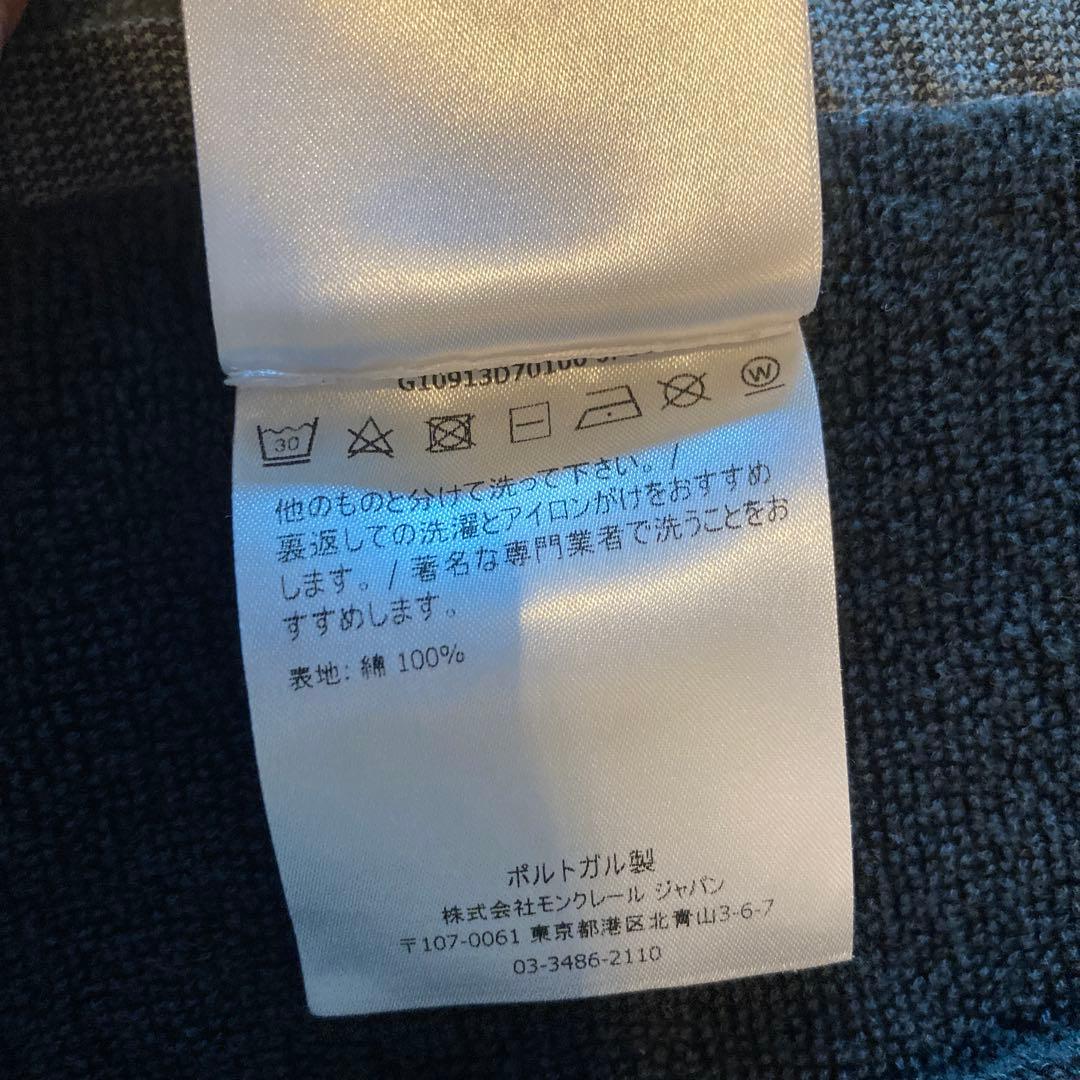 G10913D70100
30
W
他のものと分けて洗って下さい。/
裏返しての洗濯とアイロンがけをおすすめ
します。/ 著名な専門業者で洗うことをお
すすめします。
表地: 綿 100%
ポルトガル製
株式会社モンクレール ジャパン
〒107-0061 東京都港区北青山3-6-7
03-3486-2110